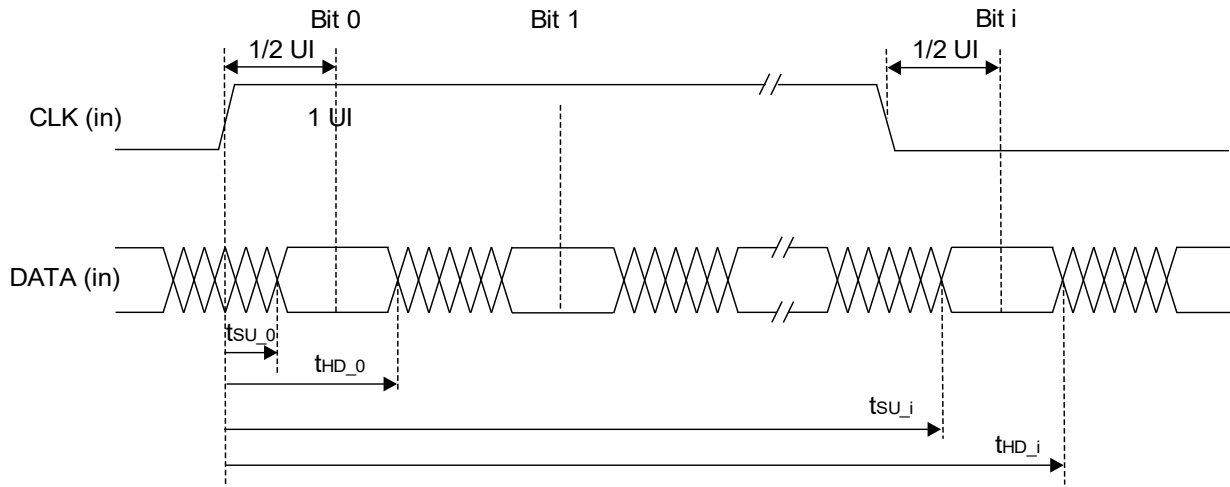 Bit 0 Bit 1 Bit i
1/2 UI 1/2 UI
CLK (in) 1 UI
DATA (in)
tSU_0
tHD_0
tSU_i
tHD_i